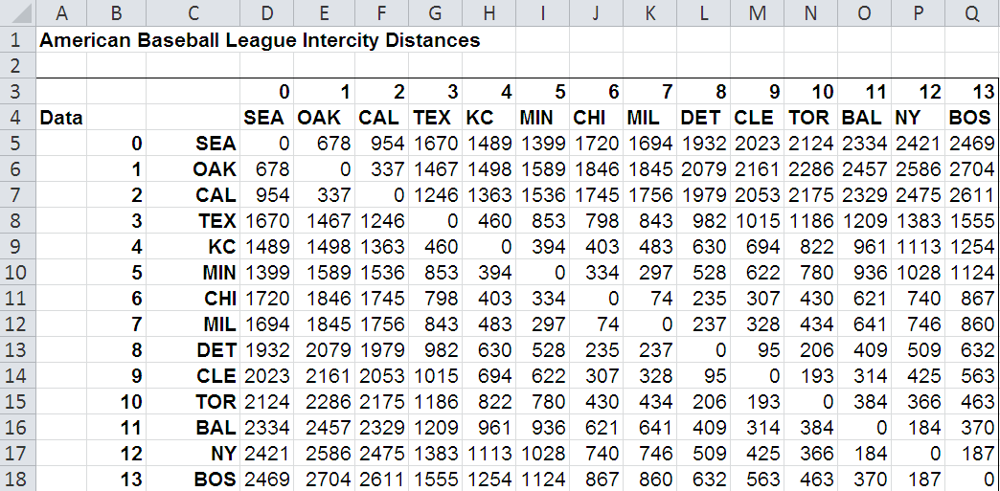 A B C D E F G H I J K L M N O P Q
1 American Baseball League Intercity Distances
2
3 0 1 2 3 4 5 6 7 8 9 10 11 12 13
4 Data SEA OAK CAL TEX KC MIN CHI MIL DET CLE TOR BAL NY BOS
5 0 SEA 0 678 954 1670 1489 1399 1720 1694 1932 2023 2124 2334 2421 2469
6 1 OAK 678 0 337 1467 1498 1589 1846 1845 2079 2161 2286 2457 2586 2704
7 2 CAL 954 337 0 1246 1363 1536 1745 1756 1979 2053 2175 2329 2475 2611
8 3 TEX 1670 1467 1246 0 460 853 798 843 982 1015 1186 1209 1383 1555
9 4 KC 1489 1498 1363 460 0 394 403 483 630 694 822 961 1113 1254
10 5 MIN 1399 1589 1536 853 394 0 334 297 528 622 780 936 1028 1124
11 6 CHI 1720 1846 1745 798 403 334 0 74 235 307 430 621 740 867
12 7 MIL 1694 1845 1756 843 483 297 74 0 237 328 434 641 746 860
13 8 DET 1932 2079 1979 982 630 528 235 237 0 95 206 409 509 632
14 9 CLE 2023 2161 2053 1015 694 622 307 328 95 0 193 314 425 563
15 10 TOR 2124 2286 2175 1186 822 780 430 434 206 193 0 384 366 463
16 11 BAL 2334 2457 2329 1209 961 936 621 641 409 314 384 0 184 370
17 12 NY 2421 2586 2475 1383 1113 1028 740 746 509 425 366 184 0 187
18 13 BOS 2469 2704 2611 1555 1254 1124 867 860 632 563 463 370 187 0